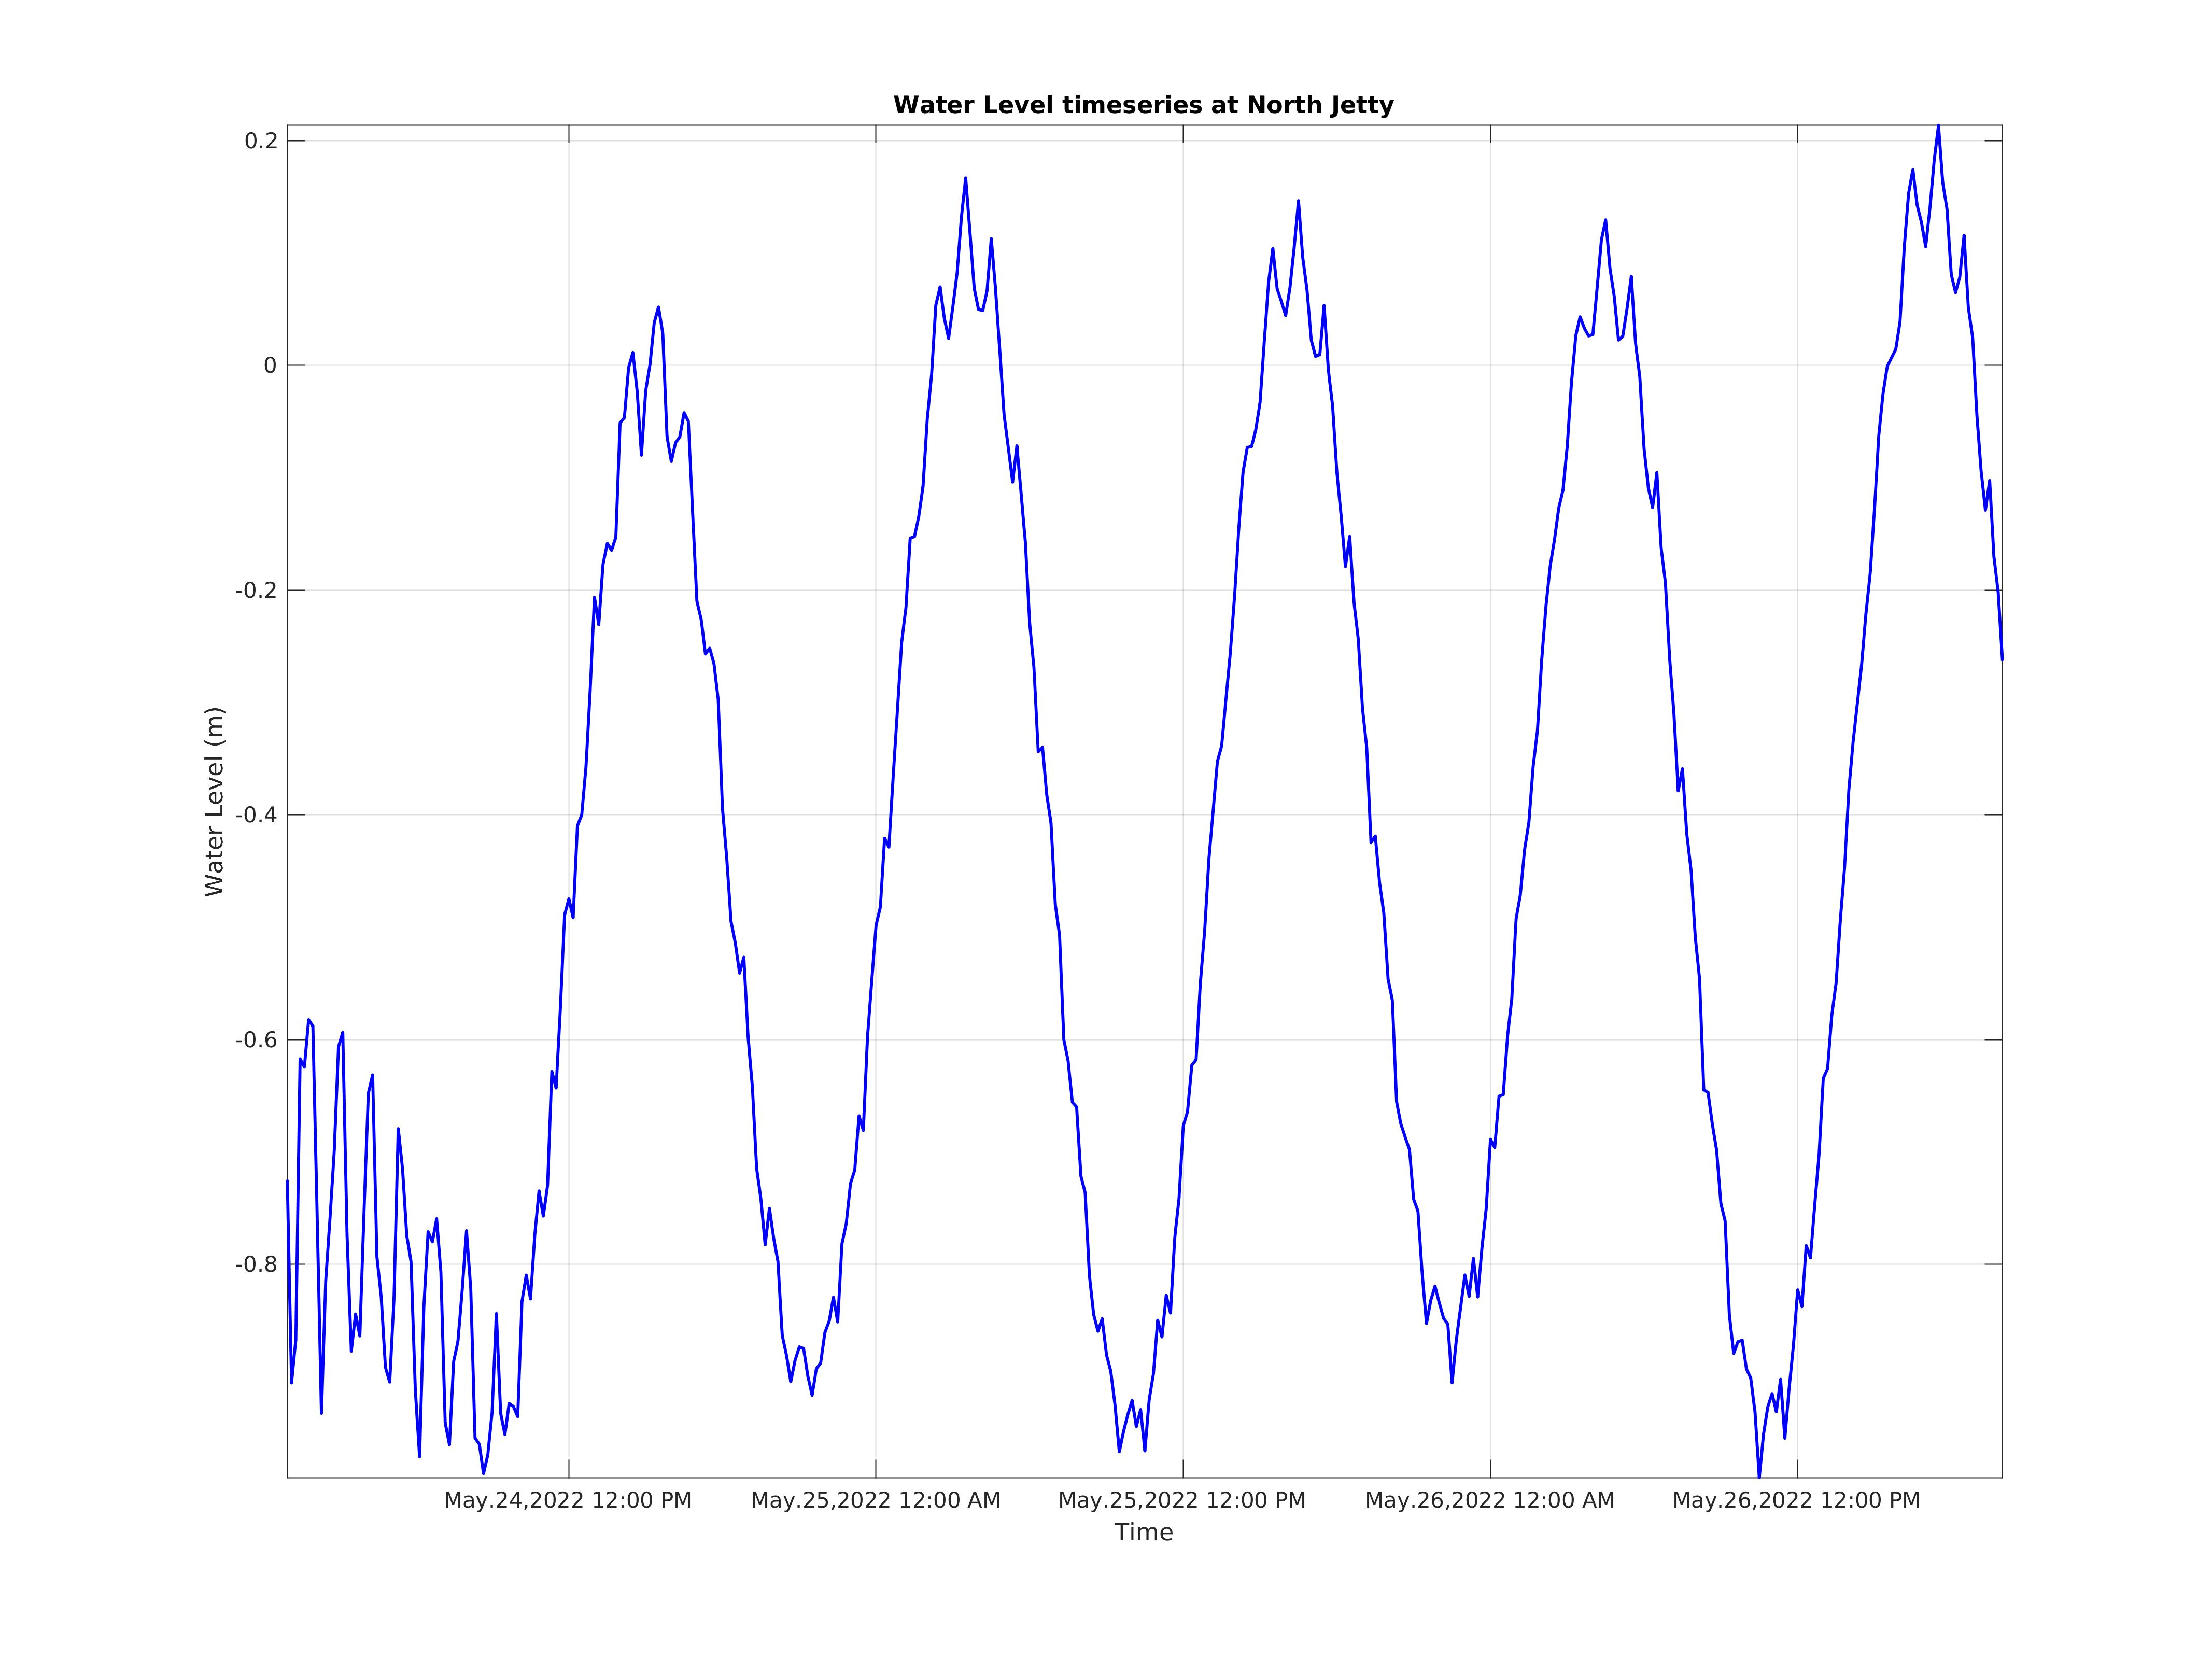 Water Level timeseries at North Jetty
0.2
0
-0.2
-0.4
-0.6
-0.8
Water Level (m)
May.24,2022 12:00 PM
May.25,2022 12:00 AM
May.25,2022 12:00 PM
May.26,2022 12:00 AM
May.26,2022 12:00 PM
Time